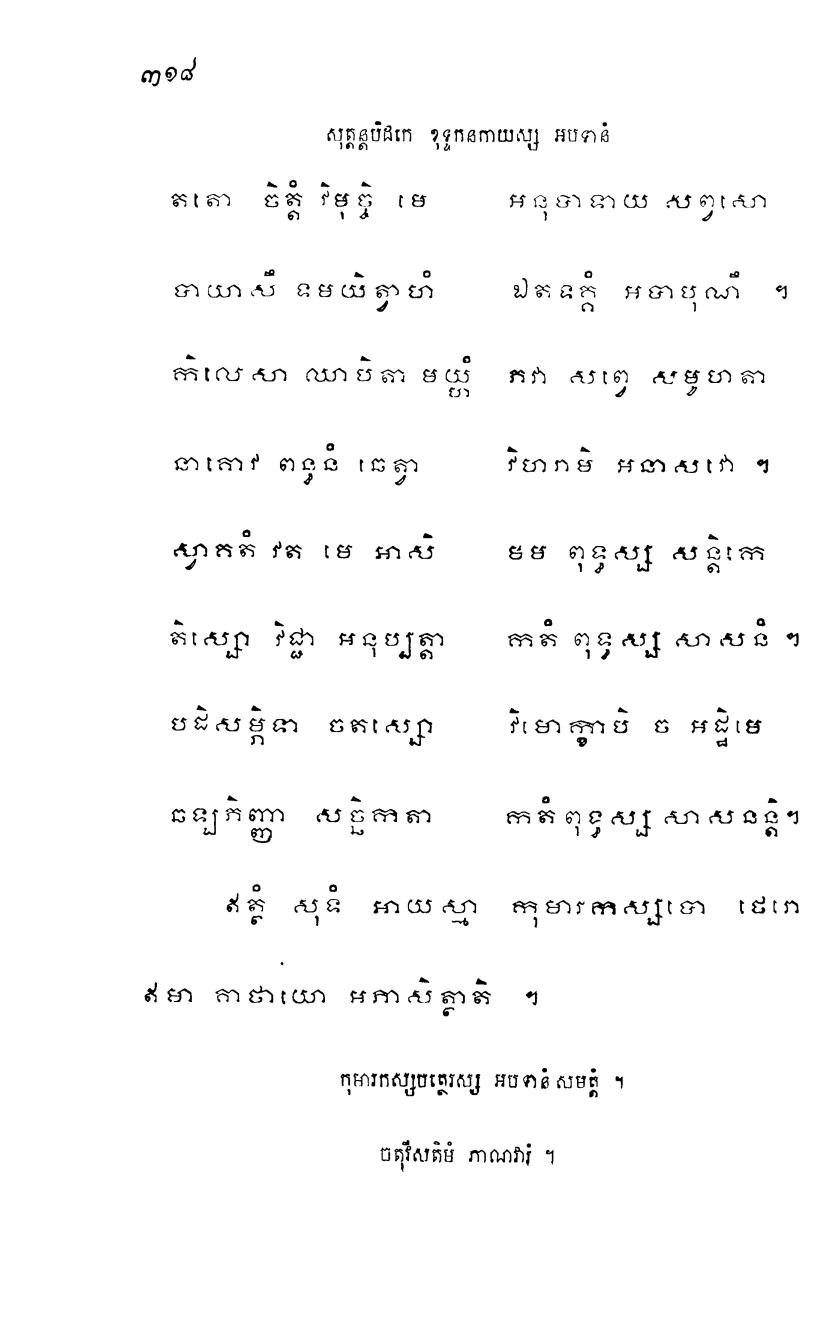 ៣១៨
សុត្តន្តបិដកេ ខុទ្ទកនិកាយស្ស អបទានំ
តតោ ចិត្តំ វិមុច្ចិ មេ អនុបាទាយ សព្វសោ
បាយាសឹ ទមយិត្វាហំ ឯតទគ្គំ អបាបុណឹ ។
កិលេសា ឈាបិតា មយ្ហំ ភវា សព្វេ សមូហតា
នាគោវ ពន្ធនំ ឆេត្វា វិហរាមិ អនាសវោ ។
ស្វាគតំ វត មេ អាសិ មម ពុទ្ធស្ស សន្តិកេ
តិស្សោ វិជ្ជា អនុប្បត្តា កតំ ពុទ្ធស្ស សាសនំ ។
បដិសម្ភិទា ចតស្សោ វិមោក្ខាបិ ច អដ្ឋិមេ
ឆឡភិញ្ញា សច្ឆិកាតា កតំ ពុទ្ធស្ស សាសនន្តិ។
ឥត្ថំ សុទំ អាយស្មា កុមារកស្សបោ ថេរោ
ឥមា គាថាយោ អភាសិត្ថាតិ ។
កុមារកស្សបត្ថេរស្ស អបទានំ សមត្តំ ។
ចតុវីសតិមំ ភាណវារំ ។